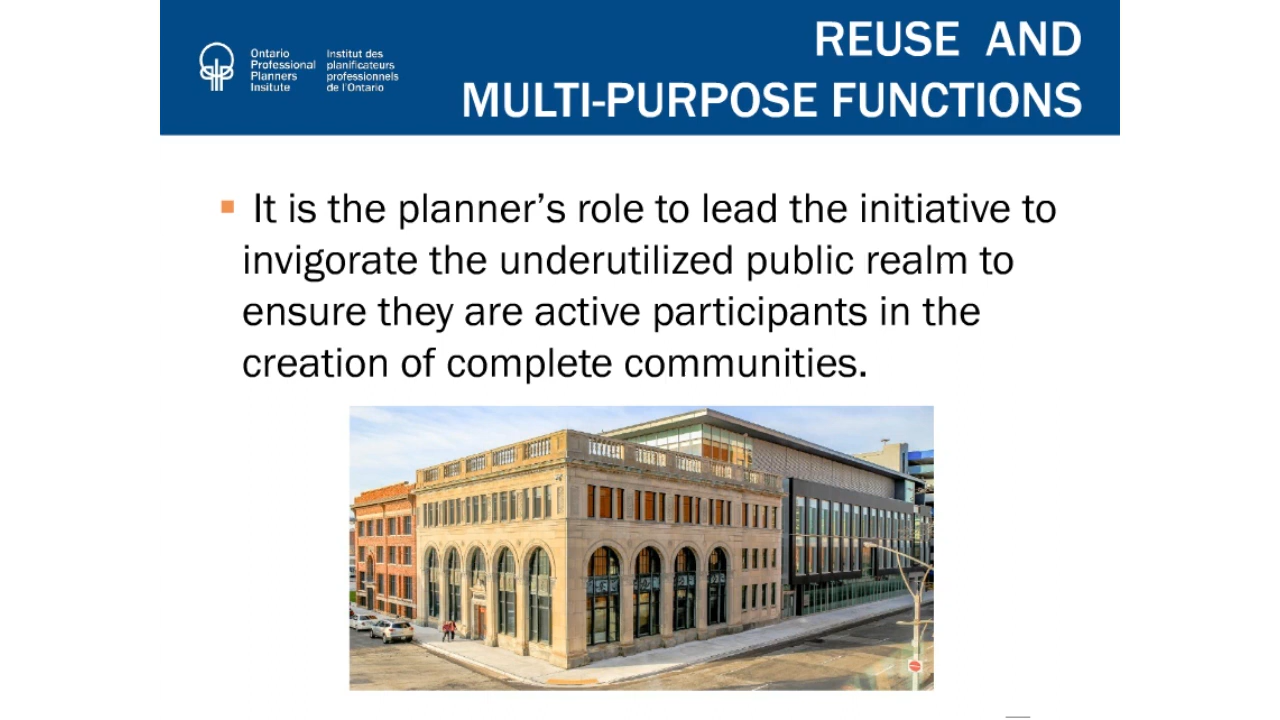 Ontario
Professional
Planners
Insitute
Institut des
planificateurs
professionnels
de l'Ontario
REUSE AND
MULTI-PURPOSE FUNCTIONS
It is the planner’s role to lead the initiative to
invigorate the underutilized public realm to
ensure they are active participants in the
creation of complete communities.